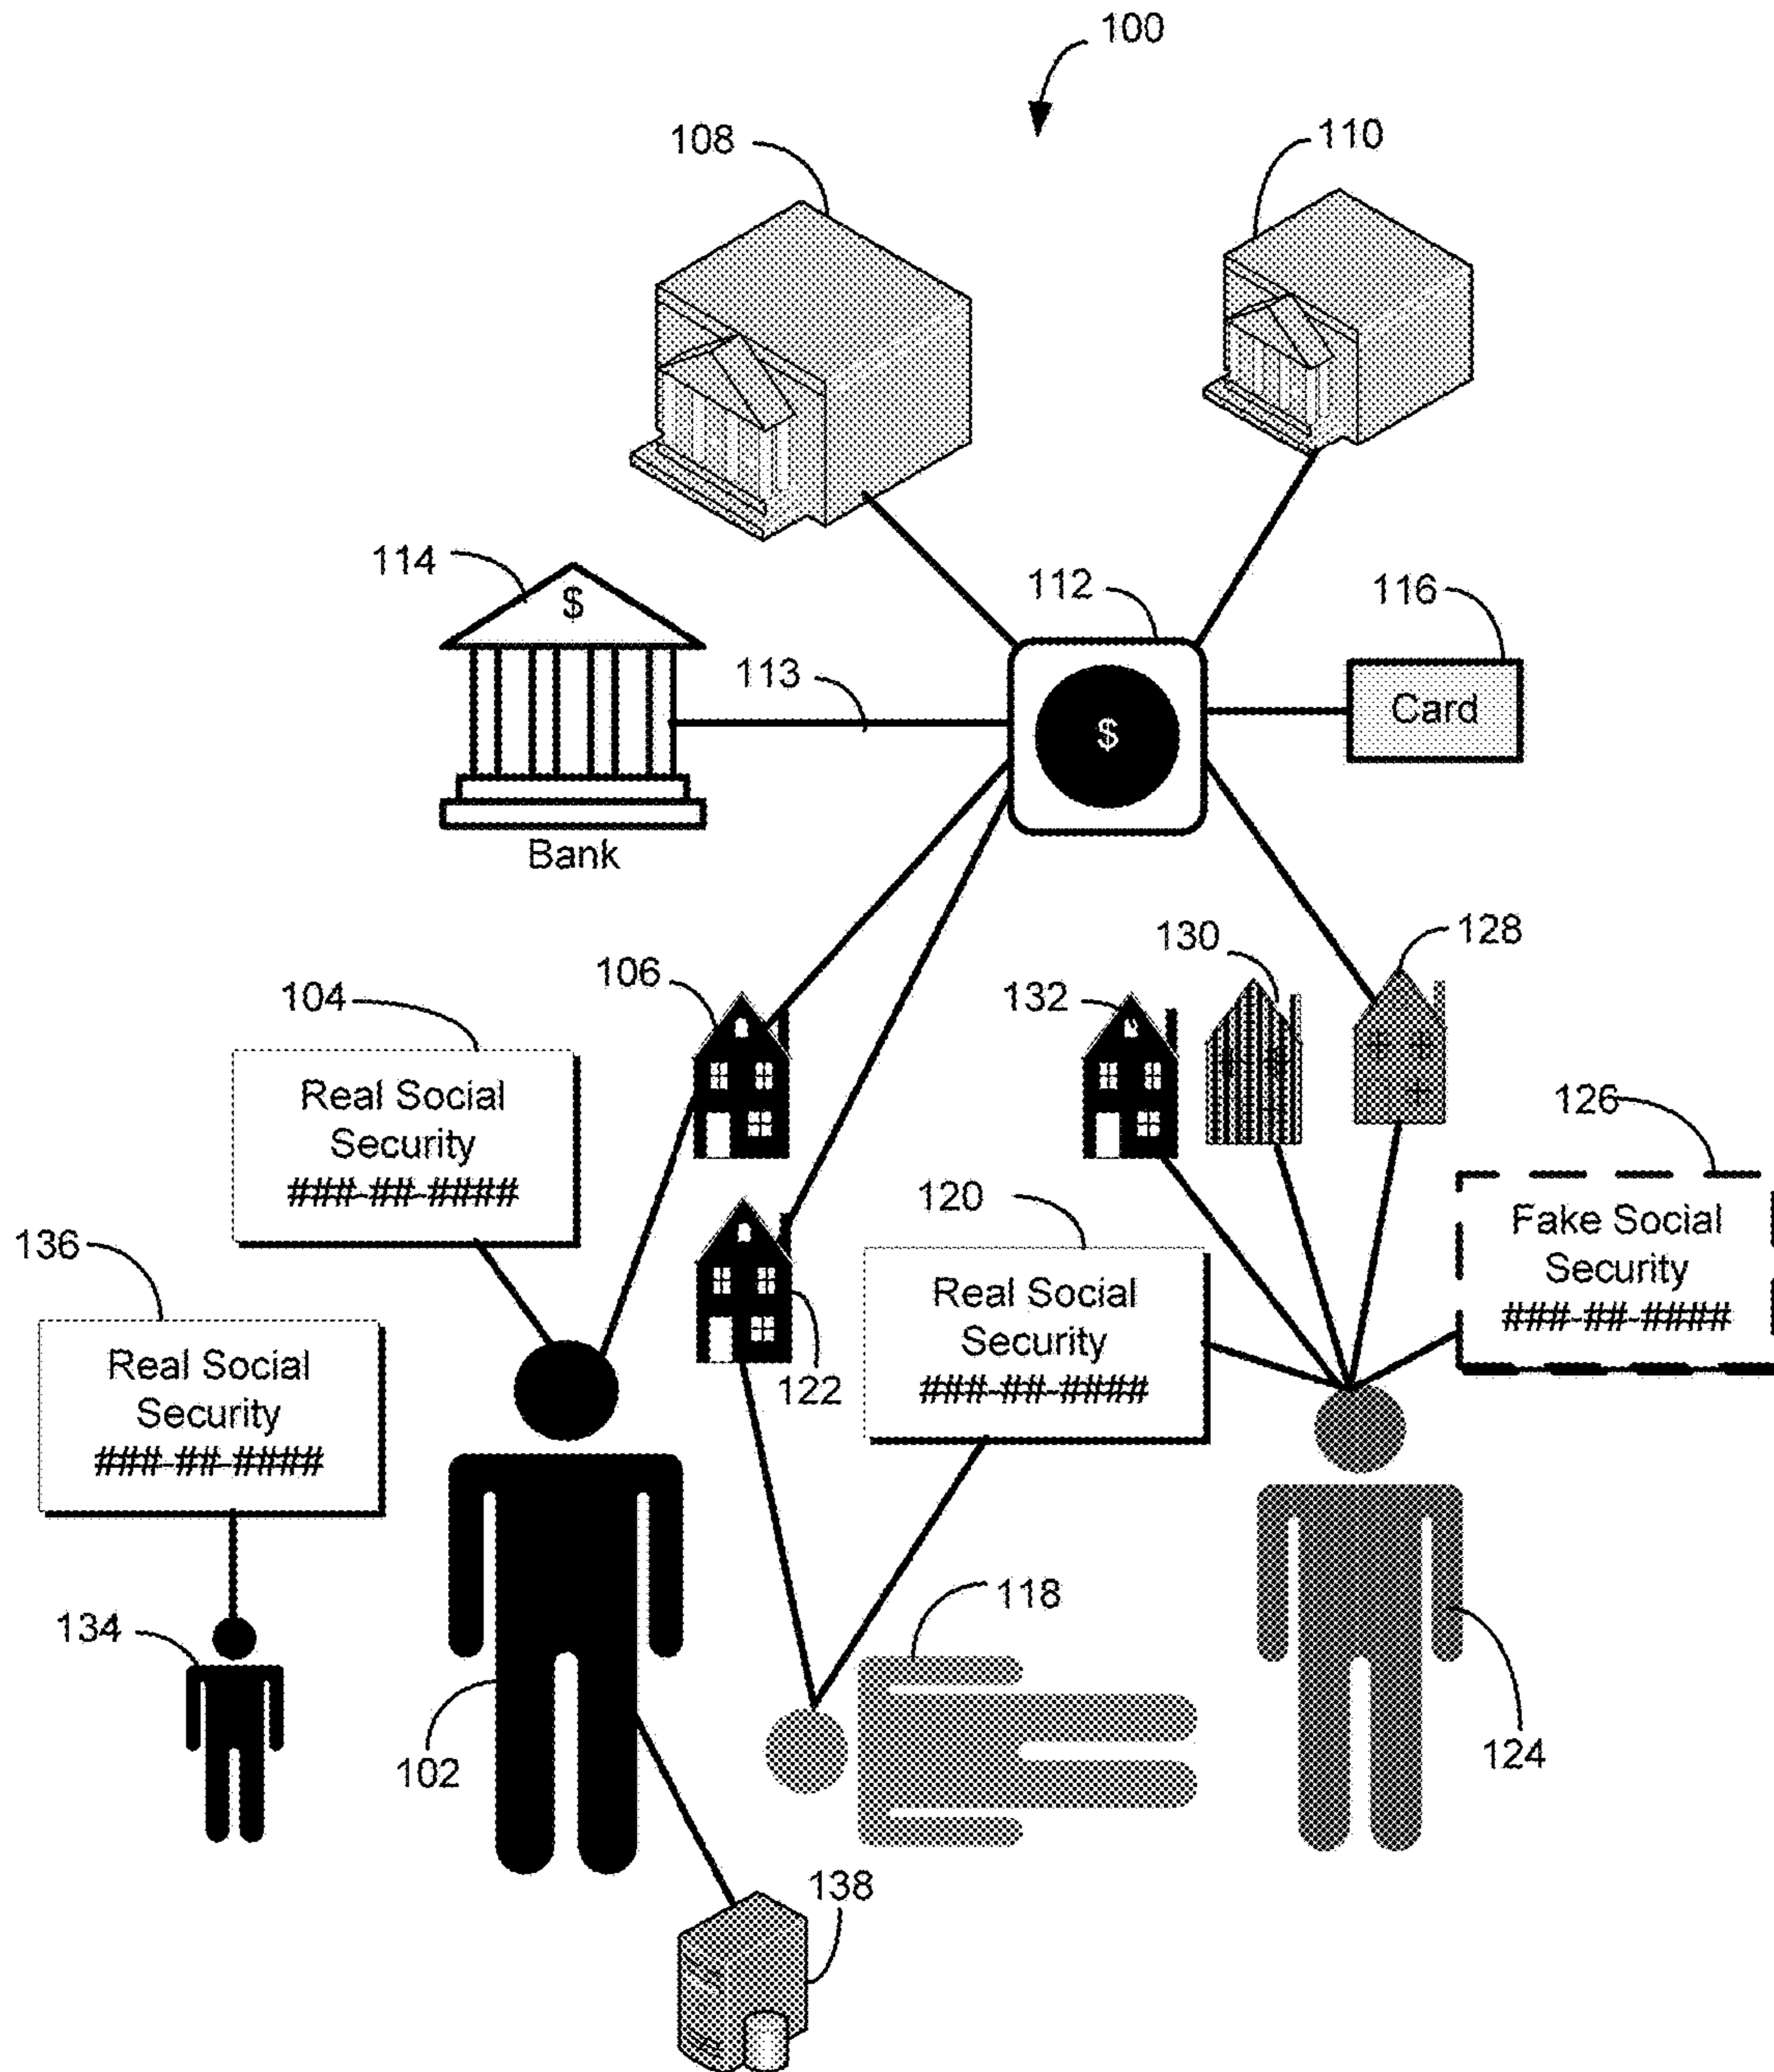 100
108
110
114
$
112
116
113
$
Card
Bank
130
128
106
132
104
Real Social
Security
###-##-####
126
120
Fake Social
Security
###-##-####
136
Real Social
Security
###-##-####
122
Real Social
Security
###-##-####
118
134
102
124
138